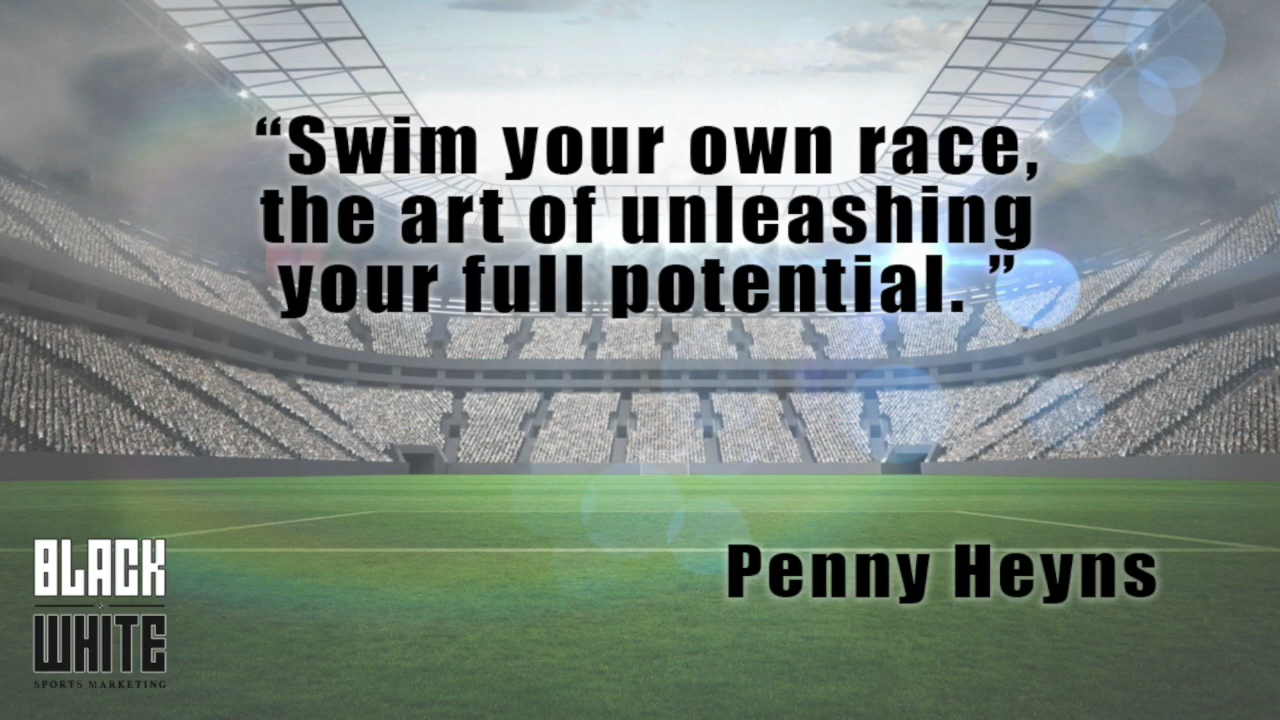 “Swim your own race,
the art of unleashing
your full potential. ”
Penny Heyns
BLACK
&
WHITE
SPORTS MARKETING